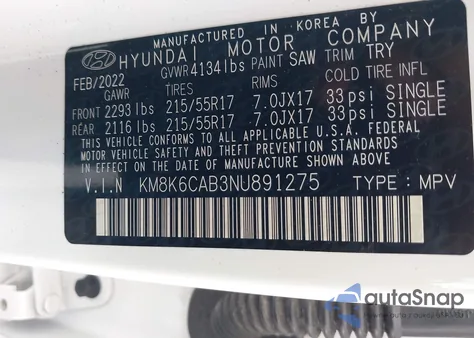 MANUFACTURED IN KOREA BY
HYUNDAI MOTOR COMPANY
FEB/2022 GVWR 4134 lbs PAINT SAW TRIM TRY
GAWR TIRES RIMS COLD TIRE INFL
FRONT 2293 lbs 215/55R17 7.0JX17 33 psi SINGLE
REAR 2116 lbs 215/55R17 7.0JX17 33 psi SINGLE
THIS VEHICLE CONFORMS TO ALL APPLICABLE U.S.A. FEDERAL
MOTOR VEHICLE SAFETY AND THEFT PREVENTION STANDARDS
IN EFFECT ON THE DATE OF MANUFACTURE SHOWN ABOVE
V.I.N KM8K6CAB3NU891275 TYPE : MPV
autoSnap